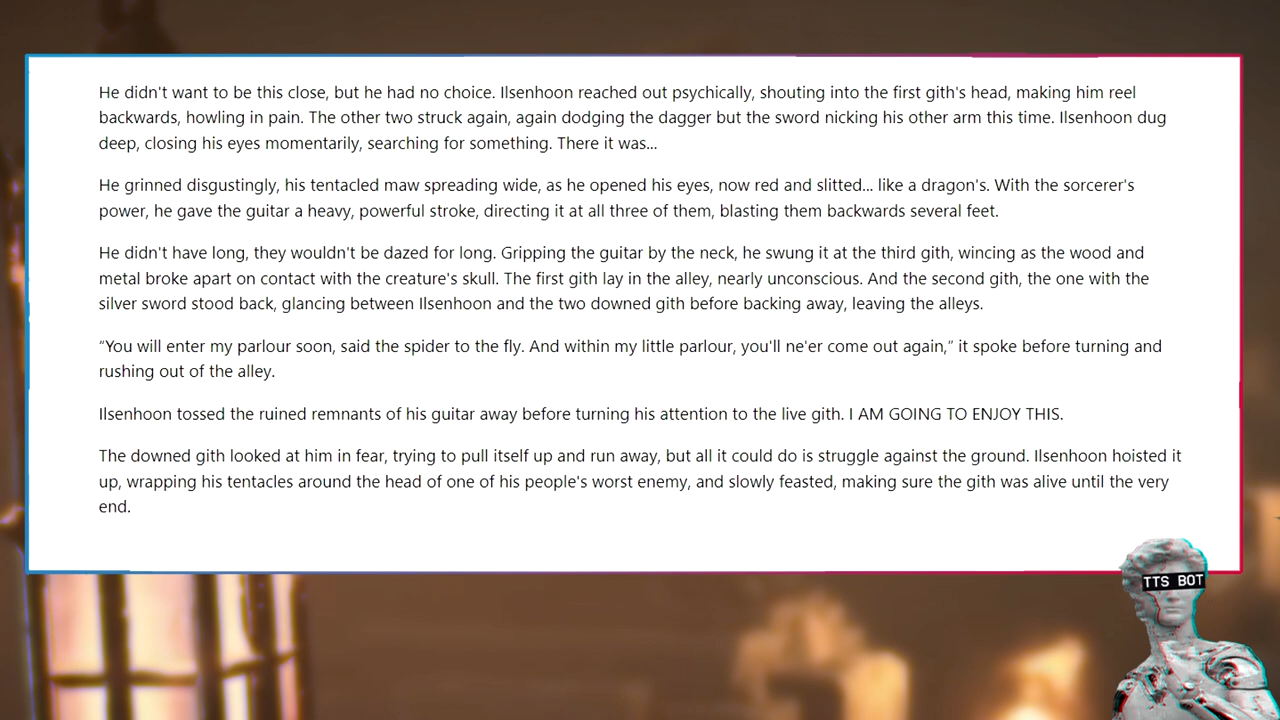 He didn't want to be this close, but he had no choice. Ilsenhoon reached out psychically, shouting into the first gith's head, making him reel
backwards, howling in pain. The other two struck again, again dodging the dagger but the sword nicking his other arm this time. Ilsenhoon dug
deep, closing his eyes momentarily, searching for something. There it was...
He grinned disgustingly, his tentacled maw spreading wide, as he opened his eyes, now red and slitted... like a dragon's. With the sorcerer's
power, he gave the guitar a heavy, powerful stroke, directing it at all three of them, blasting them backwards several feet.
He didn't have long, they wouldn't be dazed for long. Gripping the guitar by the neck, he swung it at the third gith, wincing as the wood and
metal broke apart on contact with the creature's skull. The first gith lay in the alley, nearly unconscious. And the second gith, the one with the
silver sword stood back, glancing between Ilsenhoon and the two downed gith before backing away, leaving the alleys.
“You will enter my parlour soon, said the spider to the fly. And within my little parlour, you'll ne'er come out again,” it spoke before turning and
rushing out of the alley.
Ilsenhoon tossed the ruined remnants of his guitar away before turning his attention to the live gith. I AM GOING TO ENJOY THIS.
The downed gith looked at him in fear, trying to pull itself up and run away, but all it could do is struggle against the ground. Ilsenhoon hoisted it
up, wrapping his tentacles around the head of one of his people's worst enemy, and slowly feasted, making sure the gith was alive until the very
end.
TTS BOT